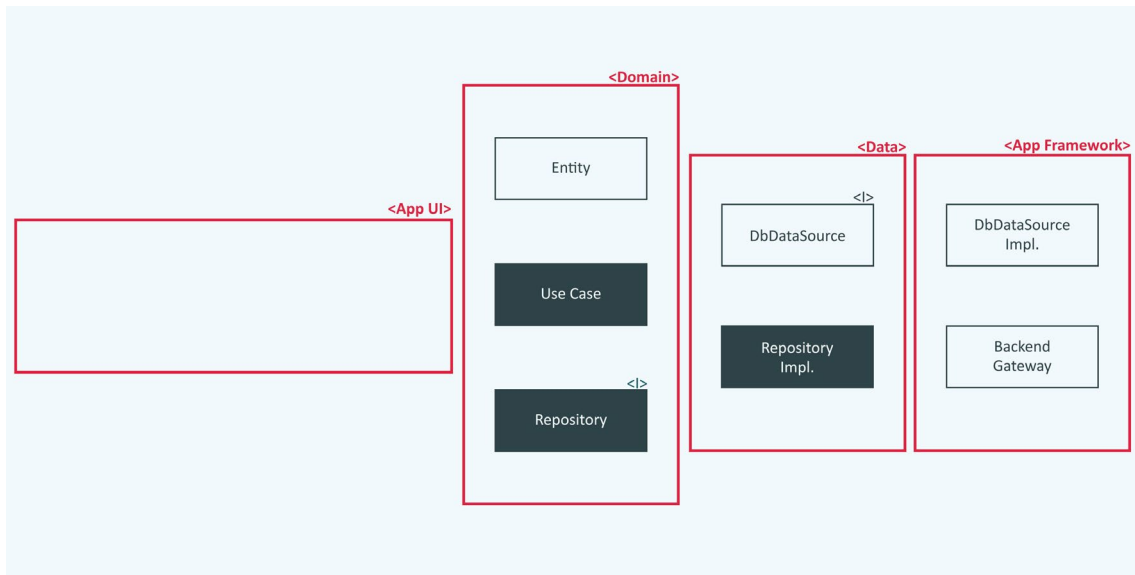 <Domain>
Entity
Use Case
<I>
Repository
<App UI>
<Data>
<I>
DbDataSource
Repository
Impl.
<App Framework>
DbDataSource
Impl.
Backend
Gateway